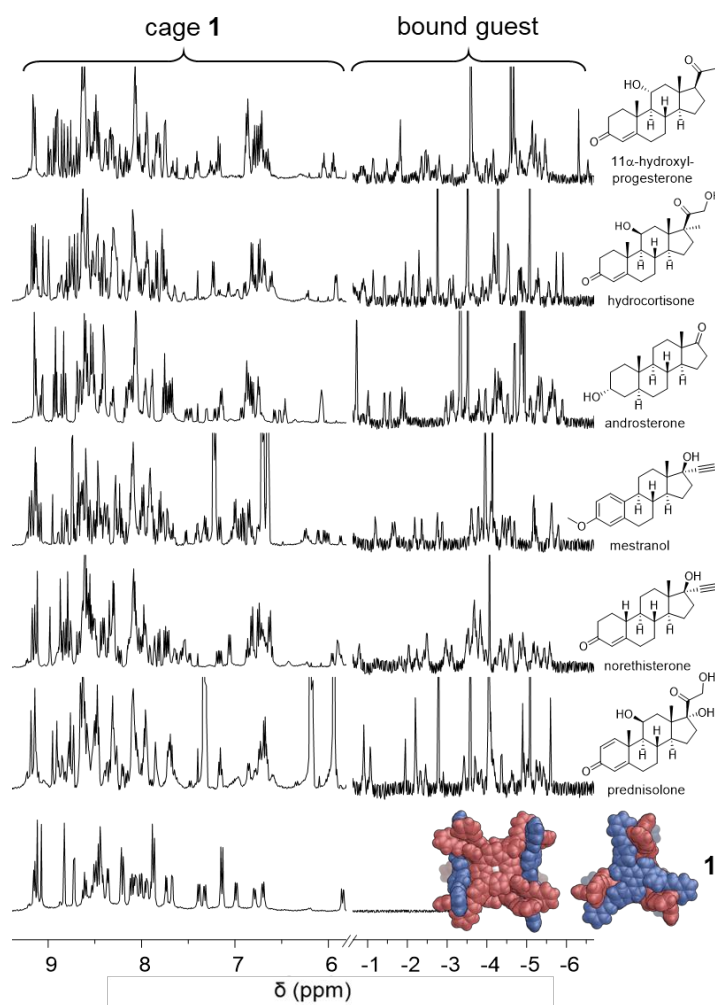 cage 1
bound guest
O
HO
H
H
H
O
11α-hydroxyl-
progesterone
OH
O
HO
H
H
H
O
hydrocortisone
O
H
H
HO
H
H
androsterone
OH
H
H
H
O
mestranol
OH
H
H
H
H
O
norethisterone
OH
O
HO
OH
H
H
H
O
prednisolone
1
9
8
7
6
-1
-2
-3
-4
-5
-6
δ (ppm)